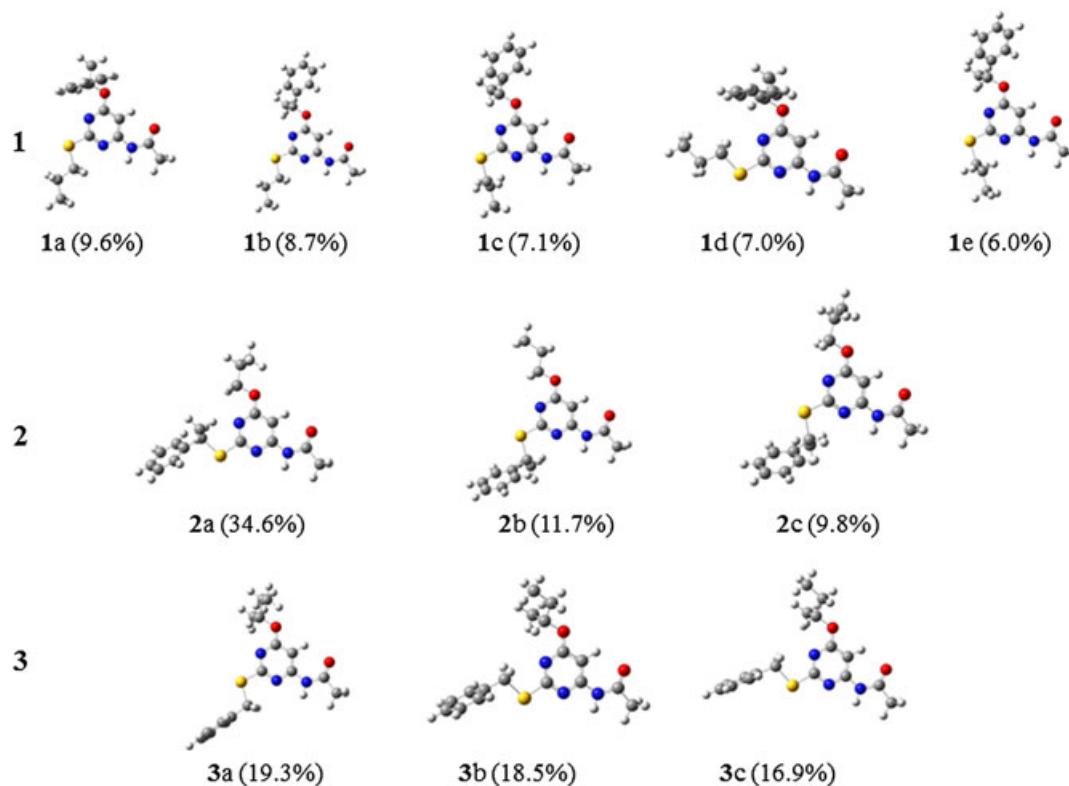 1
1a (9.6%) 1b (8.7%) 1c (7.1%) 1d (7.0%) 1e (6.0%)
2
2a (34.6%) 2b (11.7%) 2c (9.8%)
3
3a (19.3%) 3b (18.5%) 3c (16.9%)